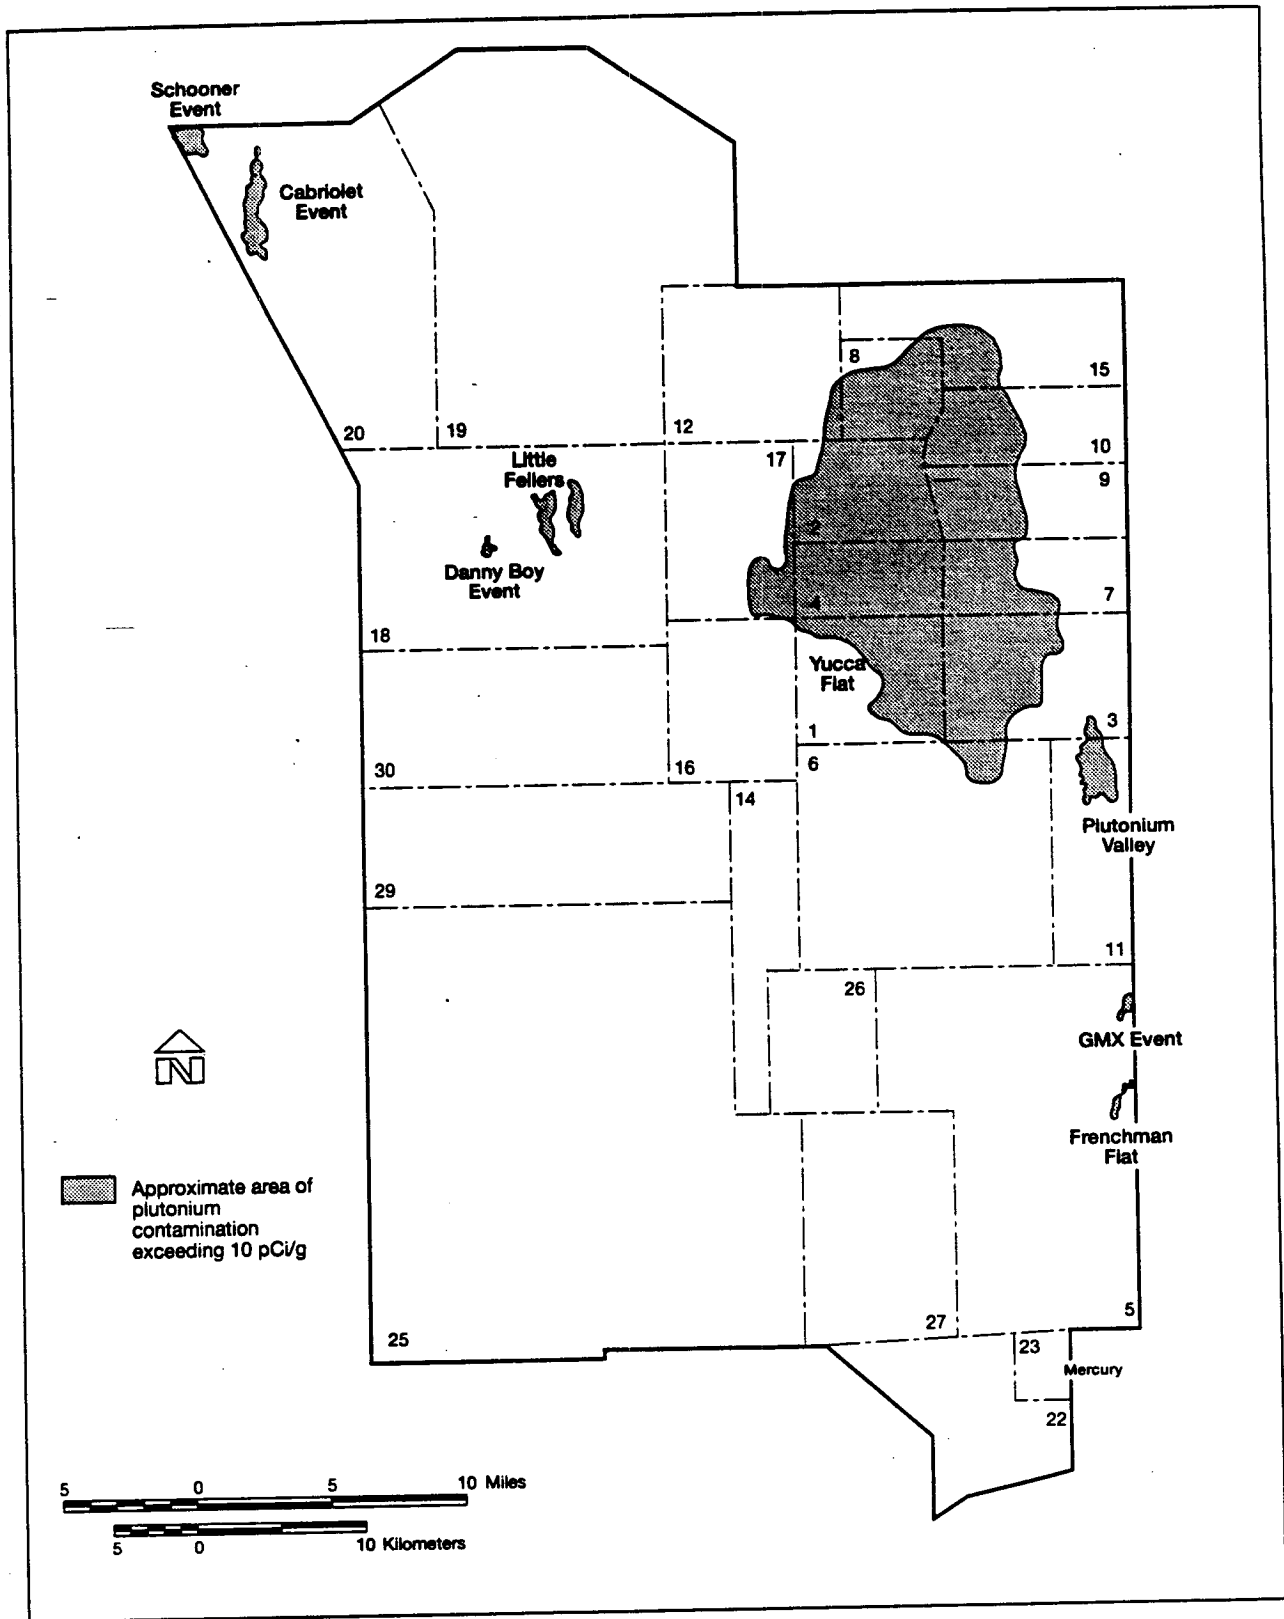 Schooner
Event
Cabriolet
Event
8
15
20
19
12
17
10
9
Little
Fellers
2
Danny Boy
Event
4
7
18
Yucca
Flat
1
3
6
30
16
14
Plutonium
Valley
29
11
26
GMX Event
N
Frenchman
Flat
Approximate area of
plutonium
contamination
exceeding 10 pCi/g
5
27
25
23
Mercury
22
5 0 5 10 Miles
5 0 10 Kilometers